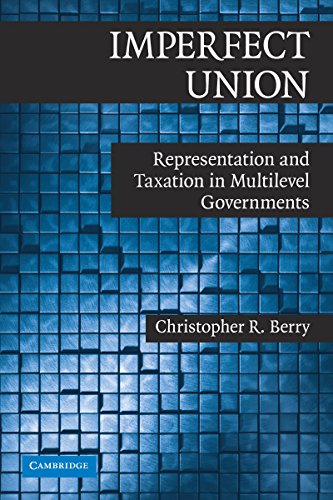 IMPERFECT
UNION
Representation and
Taxation in Multilevel
Governments
Christopher R. Berry
CAMBRIDGE